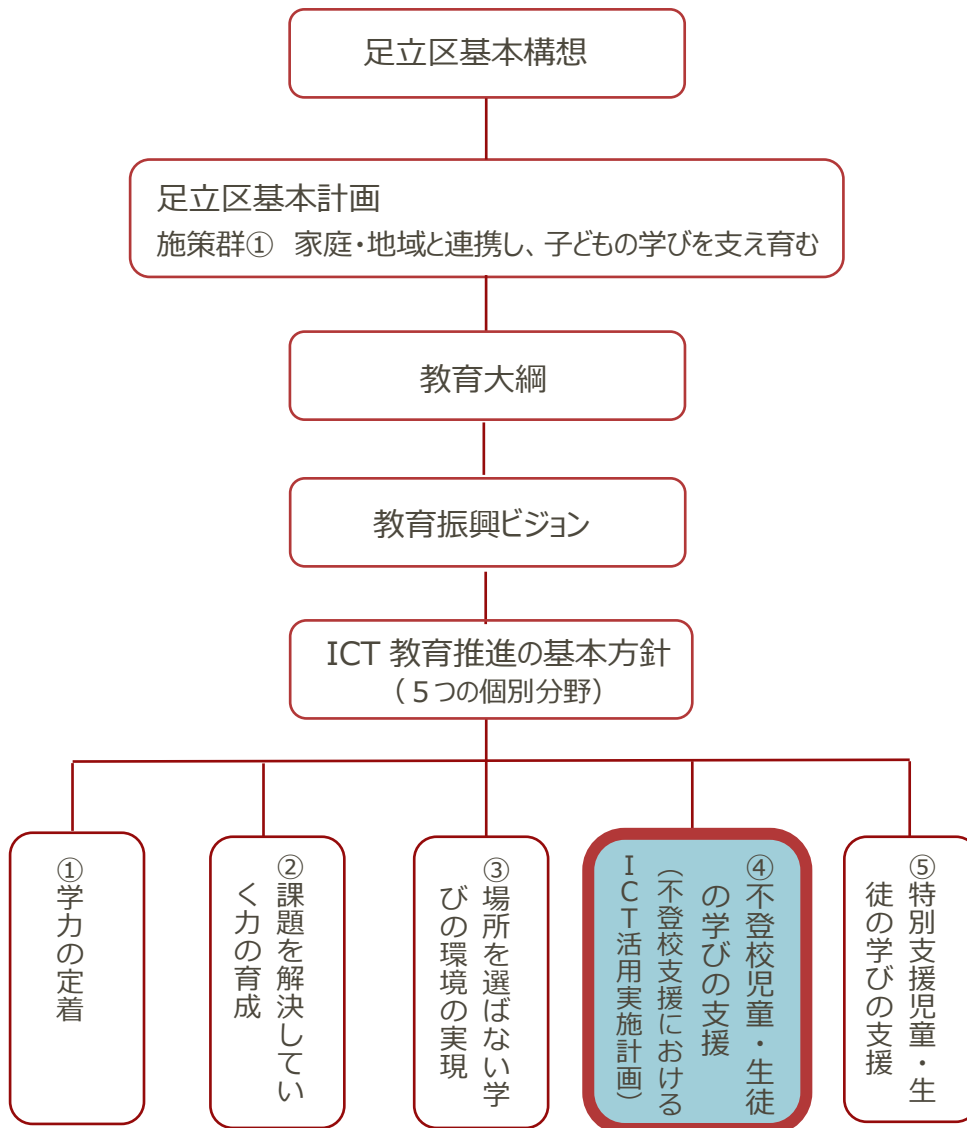 足立区基本構想
足立区基本計画
施策群① 家庭・地域と連携し、子どもの学びを支え育む
教育大綱
教育振興ビジョン
ICT 教育推進の基本方針
（５つの個別分野）
①学力の定着
②課題を解決してい
く力の育成
③場所を選ばない学
びの環境の実現
④不登校児童・生徒
の学びの支援
（不登校支援における
ICT活用実施計画）
⑤特別支援児童・生
徒の学びの支援